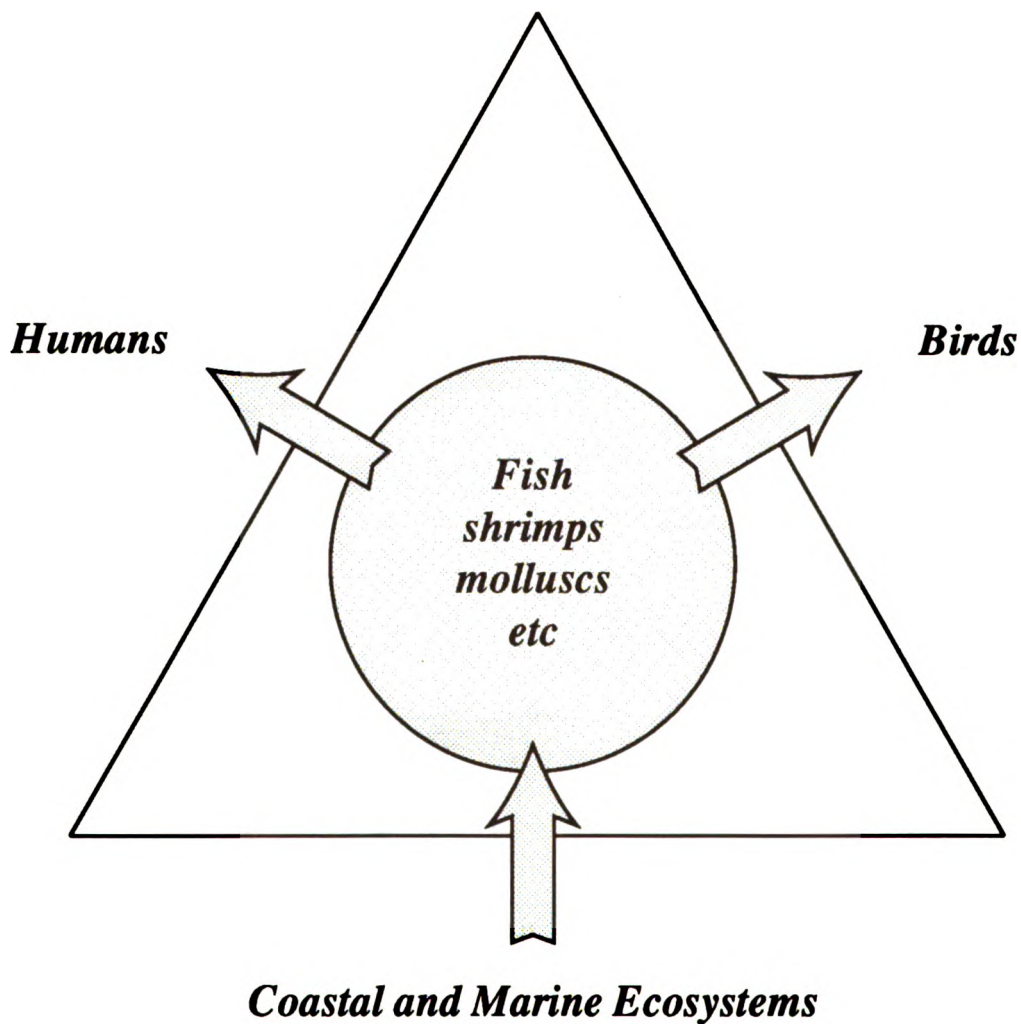 Humans
Birds
Fish
shrimps
molluscs
etc
Coastal and Marine Ecosystems